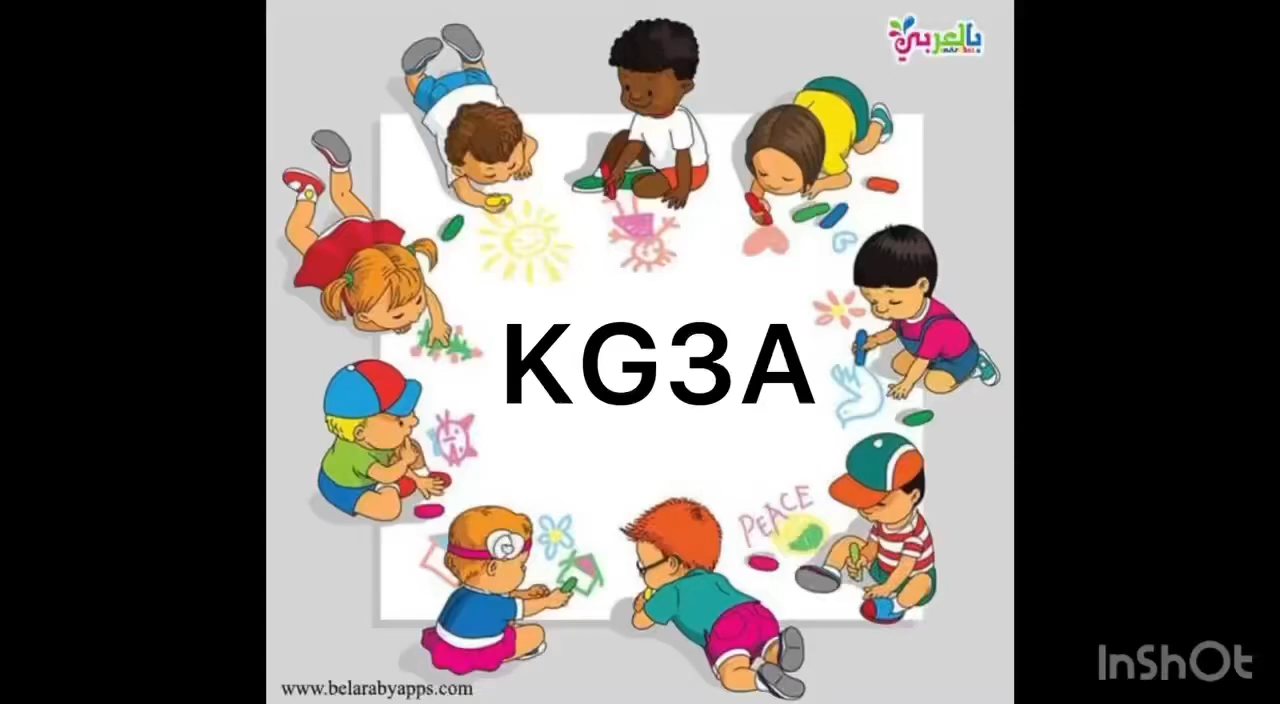 بالعربي
KG3A
PEACE
www.belarabyapps.com
InShOt